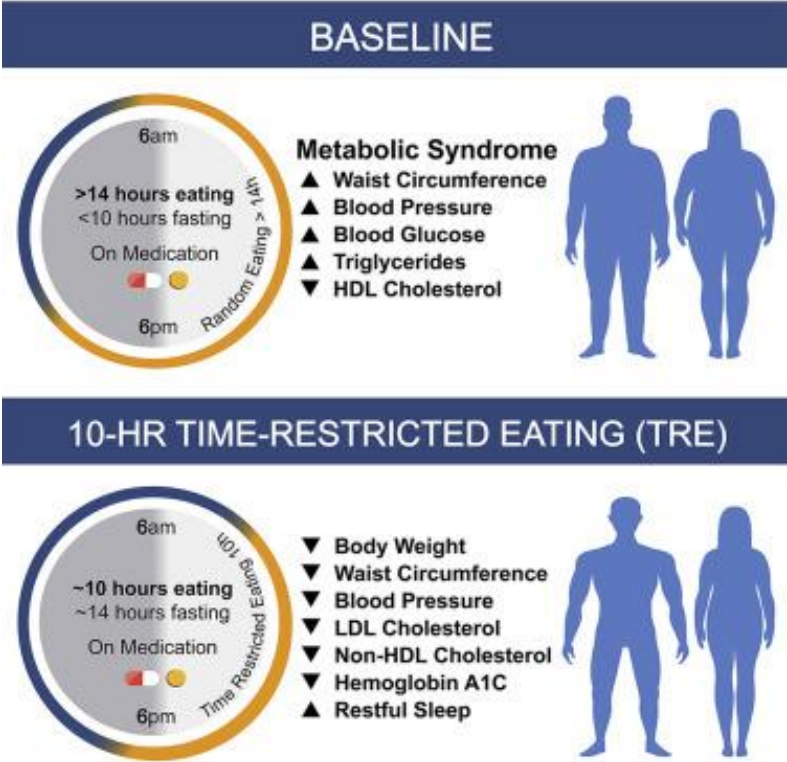 BASELINE
6am
>14 hours eating
<10 hours fasting
On Medication
6pm
Random Eating > 14h
Metabolic Syndrome
▲ Waist Circumference
▲ Blood Pressure
▲ Blood Glucose
▲ Triglycerides
▼ HDL Cholesterol
10-HR TIME-RESTRICTED EATING (TRE)
6am
~10 hours eating
~14 hours fasting
On Medication
6pm
Time Restricted Eating 10h
▼ Body Weight
▼ Waist Circumference
▼ Blood Pressure
▼ LDL Cholesterol
▼ Non-HDL Cholesterol
▼ Hemoglobin A1C
▲ Restful Sleep